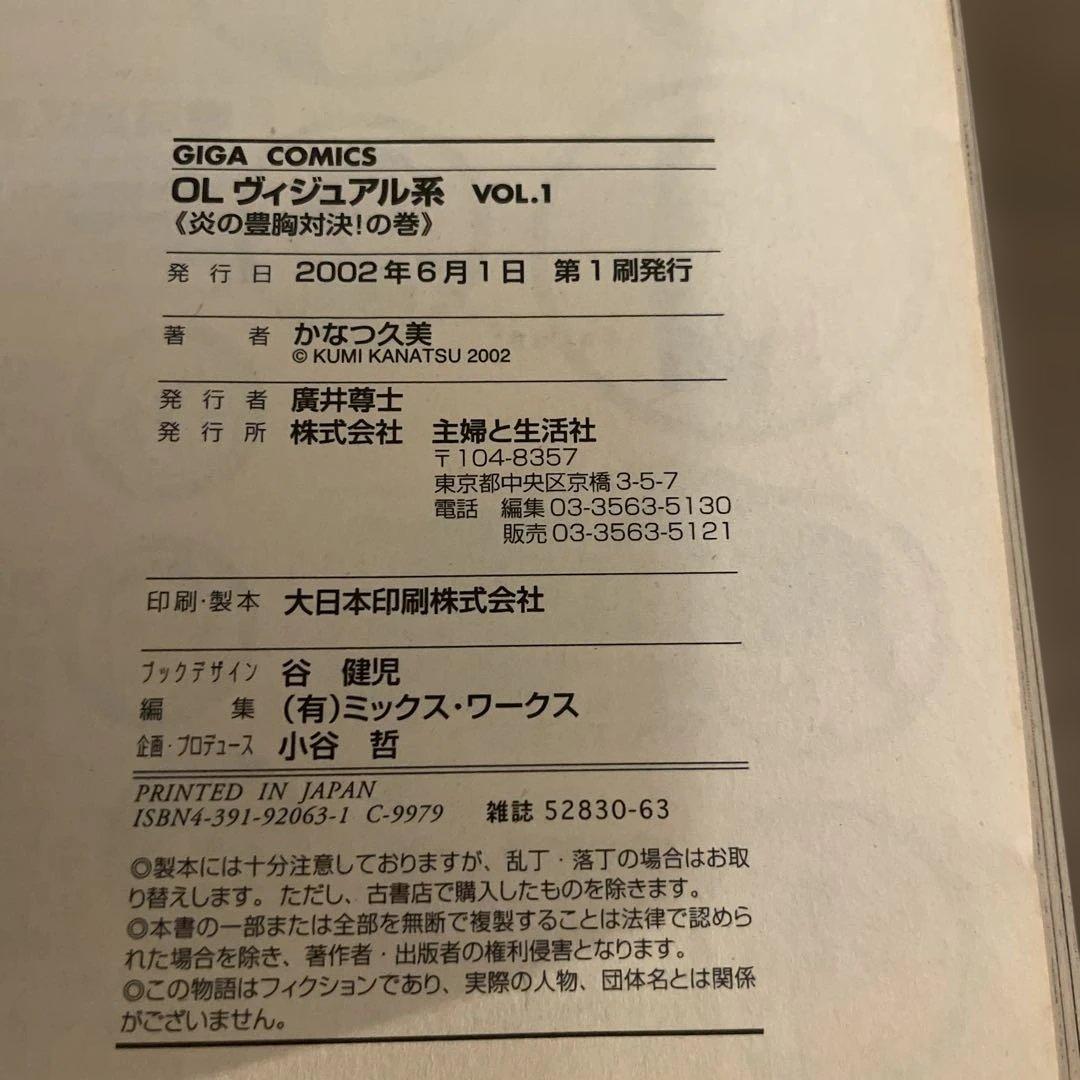 GIGA COMICS
OLヴィジュアル系 VOL.1
《炎の豊胸対決!の巻》
発行日 2002年6月1日 第1刷発行
著者 かなつ久美
© KUMI KANATSU 2002
発行者 廣井尊士
発行所 株式会社 主婦と生活社
〒104-8357
東京都中央区京橋3-5-7
電話 編集03-3563-5130
販売03-3563-5121
印刷・製本 大日本印刷株式会社
ブックデザイン 谷 健児
編集 (有)ミックス・ワークス
企画・プロデュース 小谷 哲
PRINTED IN JAPAN
ISBN4-391-92063-1 C-9979 雑誌 52830-63
◎製本には十分注意しておりますが、乱丁・落丁の場合はお取
り替えします。ただし、古書店で購入したものを除きます。
◎本書の一部または全部を無断で複製することは法律で認めら
れた場合を除き、著作者・出版者の権利侵害となります。
◎この物語はフィクションであり、実際の人物、団体名とは関係
がございません。